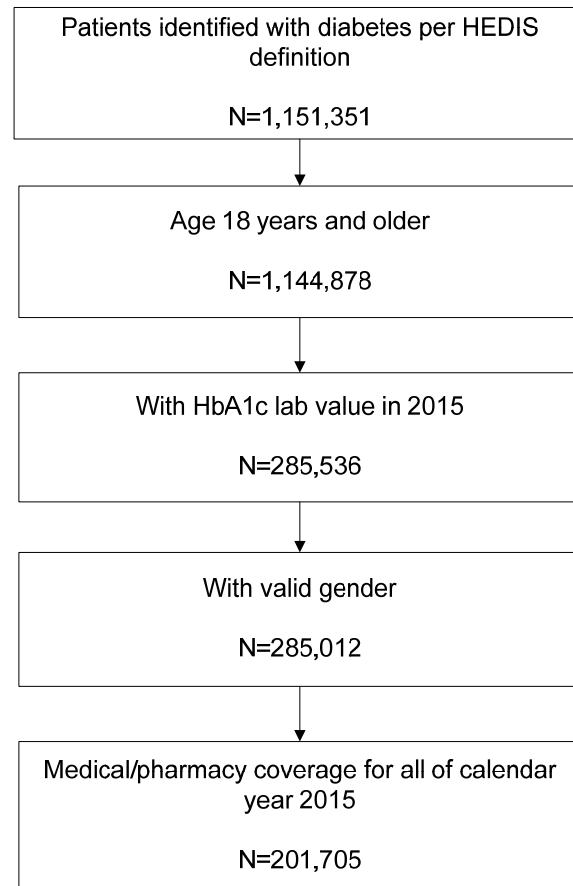 Patients identified with diabetes per HEDIS
definition
N=1,151,351
Age 18 years and older
N=1,144,878
With HbA1c lab value in 2015
N=285,536
With valid gender
N=285,012
Medical/pharmacy coverage for all of calendar
year 2015
N=201,705